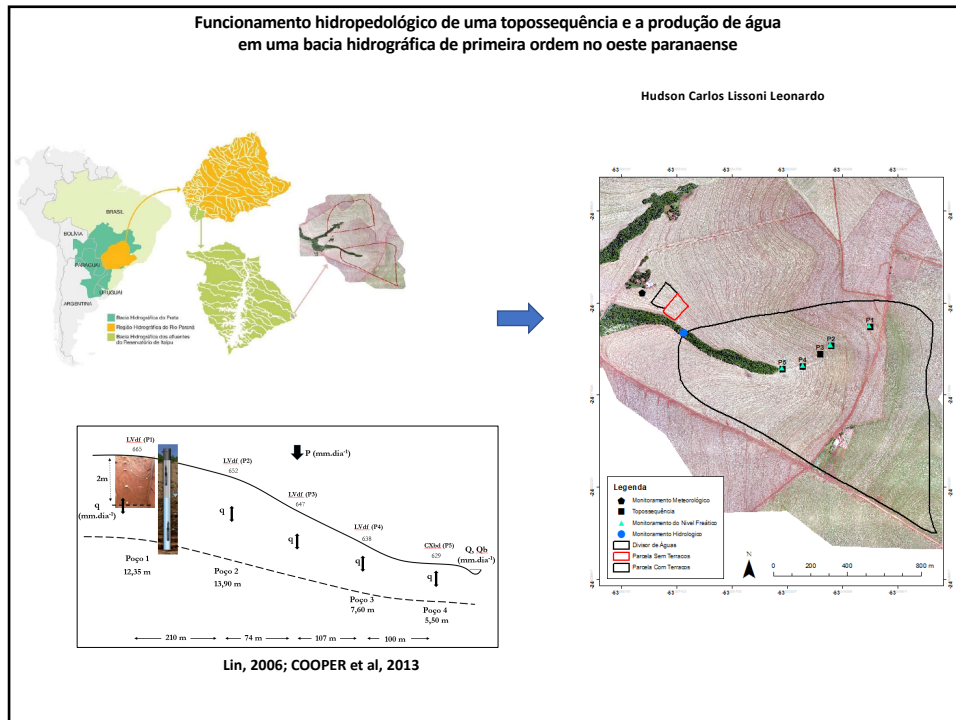 Funcionamento hidropedológico de uma topossequência e a produção de água
em uma bacia hidrográfica de primeira ordem no oeste paranaense
Hudson Carlos Lissoni Leonardo
BRASIL
BOLÍVIA
PARAGUAI
URUGUAI
ARGENTINA
Bacia Hidrográfica do Prata
Região Hidrográfica do Rio Paraná
Bacia Hidrográfica dos afluentes
do Reservatório de Itaipu
P1
P2
P3
P4
P5
Legenda
Monitoramento Meteorológico
Topossequência
Monitoramento do Nível Freático
Monitoramento Hidrologico
Divisor de Águas
Parcela Sem Terracos
Parcela Com Terracos
N
0 200 400 800 m
LVdf (P1)
665
P (mm.dia-1)
2m
LVdf (P2)
652
LVdf (P3)
647
q
(mm.dia-1)
q
q
LVdf (P4)
638
q
CXbd (P5)
629
q
Q, Qb
(mm.dia-1)
Poço 1
12,35 m
Poço 2
13,90 m
Poço 3
7,60 m
Poço 4
5,50 m
210 m
74 m
107 m
100 m
Lin, 2006; COOPER et al, 2013